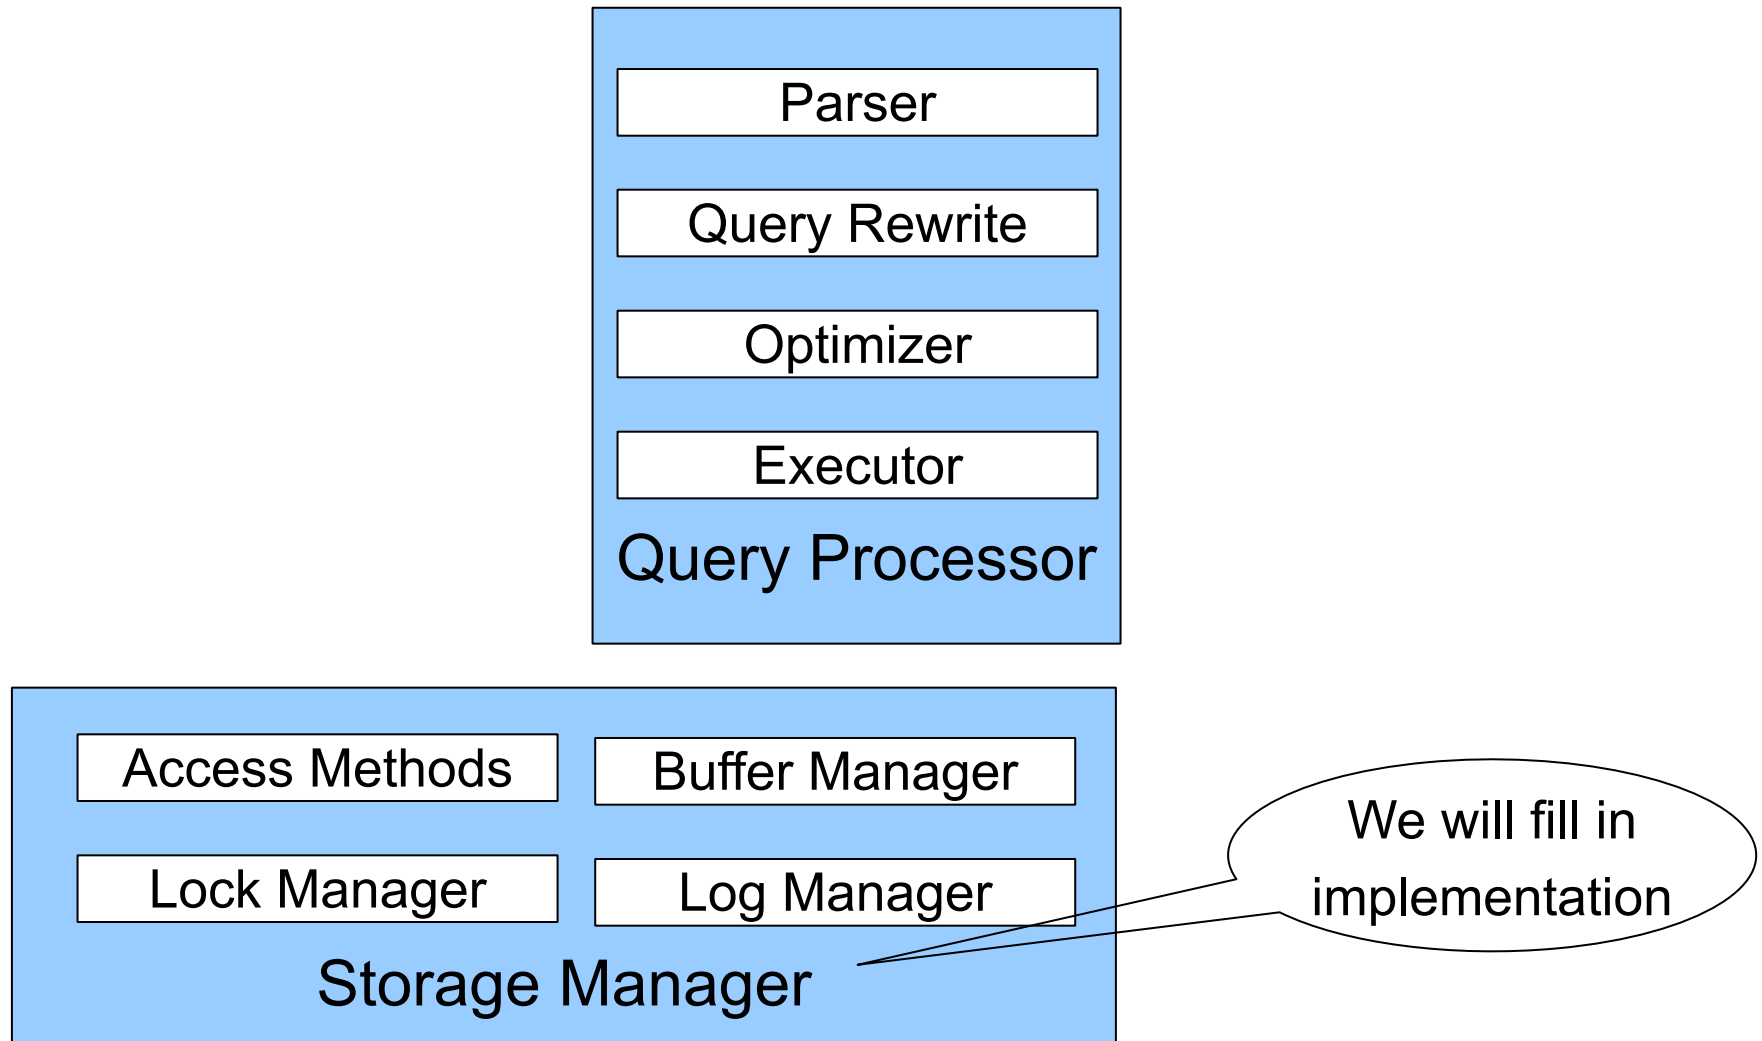 Parser
Query Rewrite
Optimizer
Executor
Query Processor
Access Methods
Buffer Manager
Lock Manager
Log Manager
Storage Manager
We will fill in
implementation